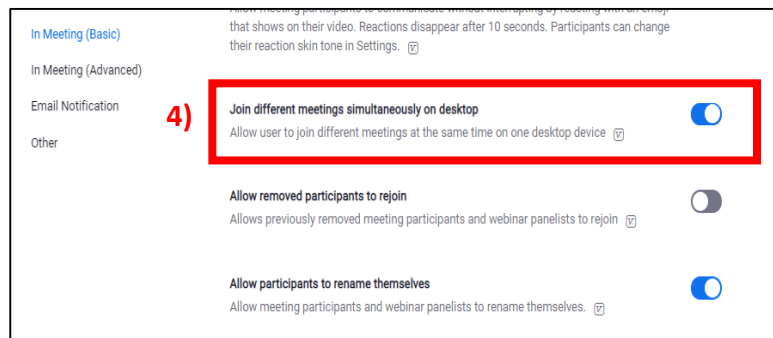 Allow meeting participants to communicate without interrupting by reacting with an emoji
In Meeting (Basic)
that shows on their video. Reactions disappear after 10 seconds. Participants can change
their reaction skin tone in Settings.
In Meeting (Advanced)
Email Notification
4)
Join different meetings simultaneously on desktop
Allow user to join different meetings at the same time on one desktop device
Other
Allow removed participants to rejoin
Allows previously removed meeting participants and webinar panelists to rejoin
Allow participants to rename themselves
Allow meeting participants and webinar panelists to rename themselves.